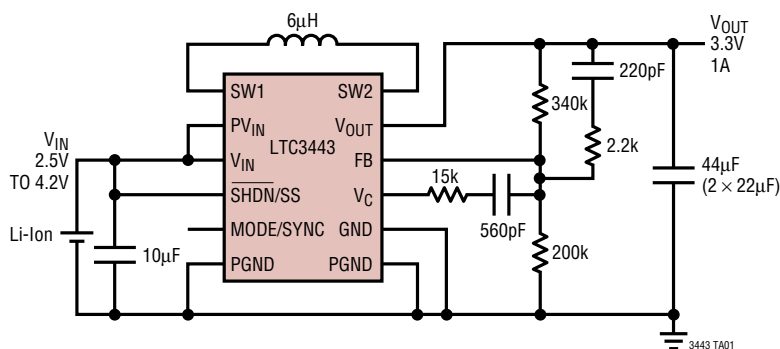 6µH
SW1
SW2
PVIN
VOUT
LTC3443
VIN
FB
SHDN/SS
VC
MODE/SYNC
GND
PGND
PGND
VIN
2.5V
TO 4.2V
Li-Ion
10µF
15k
560pF
340k
200k
220pF
2.2k
VOUT
3.3V
1A
44µF
(2 × 22µF)
3443 TA01